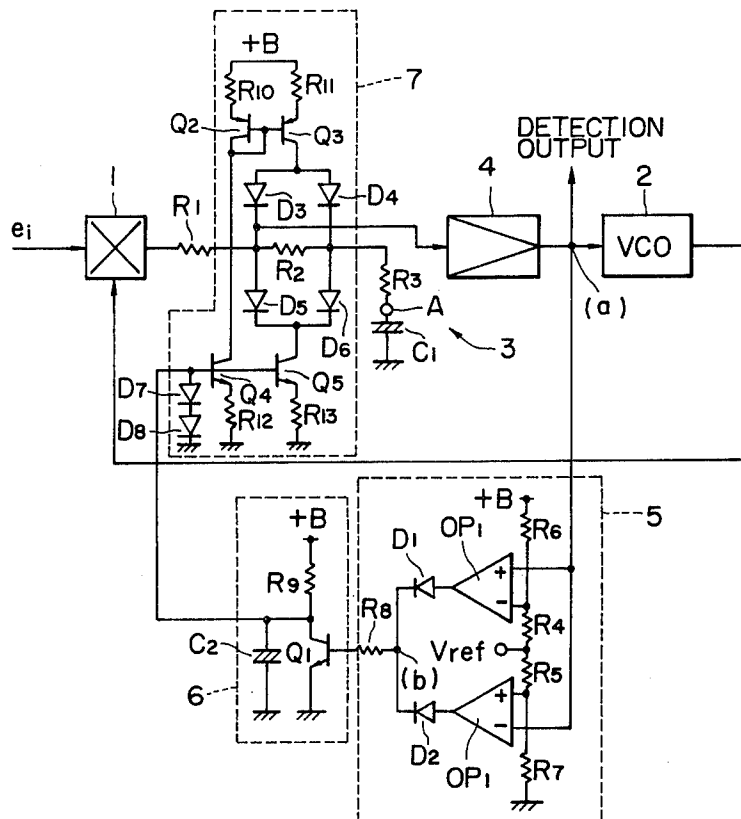 +B
7
R10
R11
Q2
Q3
DETECTION
OUTPUT
1
D3
D4
4
2
ei
R1
VCO
R2
R3
(a)
A
D5
D6
C1
3
D7
Q4
Q5
D8
R12
R13
+B
5
+B
OP1
R6
D1
R9
+
-
R8
R4
C2
Q1
Vref
(b)
R5
6
+
-
D2
OP1
R7